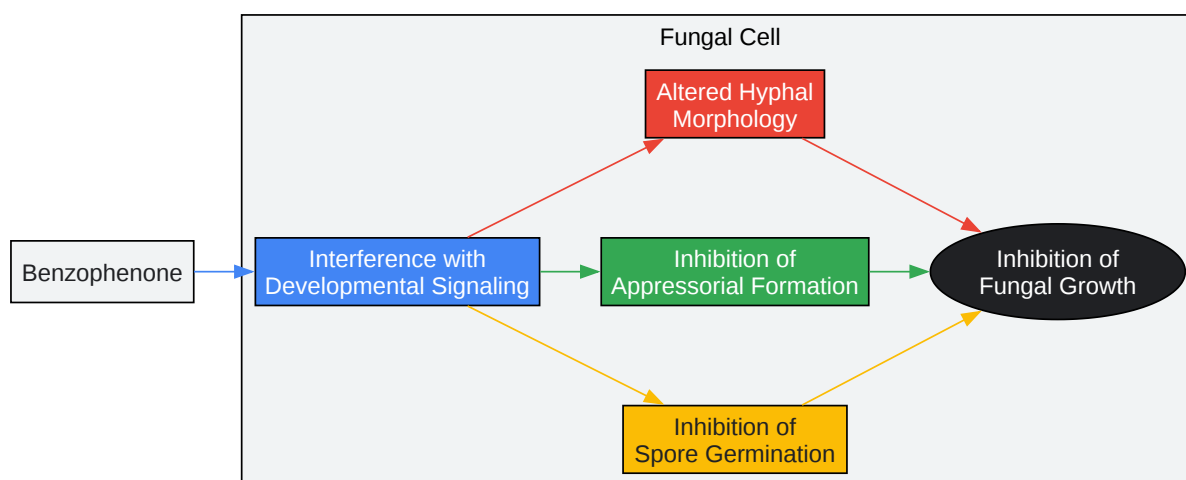 Fungal Cell
Altered Hyphal
Morphology
Benzophenone
Interference with
Developmental Signaling
Inhibition of
Appressorial Formation
Inhibition of
Fungal Growth
Inhibition of
Spore Germination